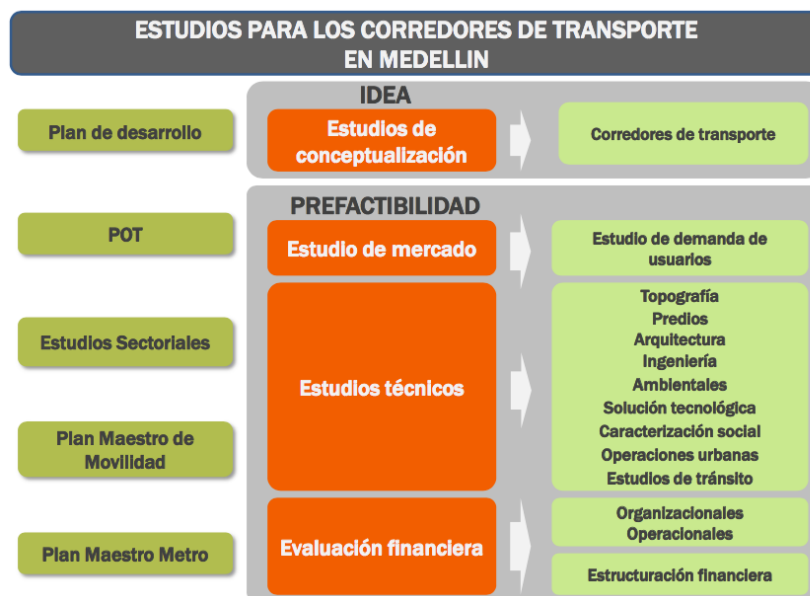 ESTUDIOS PARA LOS CORREDORES DE TRANSPORTE
EN MEDELLIN
Plan de desarrollo
POT
Estudios Sectoriales
Plan Maestro de
Movilidad
Plan Maestro Metro
IDEA
Estudios de
conceptualización
Corredores de transporte
PREFACTIBILIDAD
Estudio de mercado
Estudio de demanda de
usuarios
Estudios técnicos
Topografía
Predios
Arquitectura
Ingeniería
Ambientales
Solución tecnológica
Caracterización social
Operaciones urbanas
Estudios de tránsito
Evaluación financiera
Organizacionales
Operacionales
Estructuración financiera